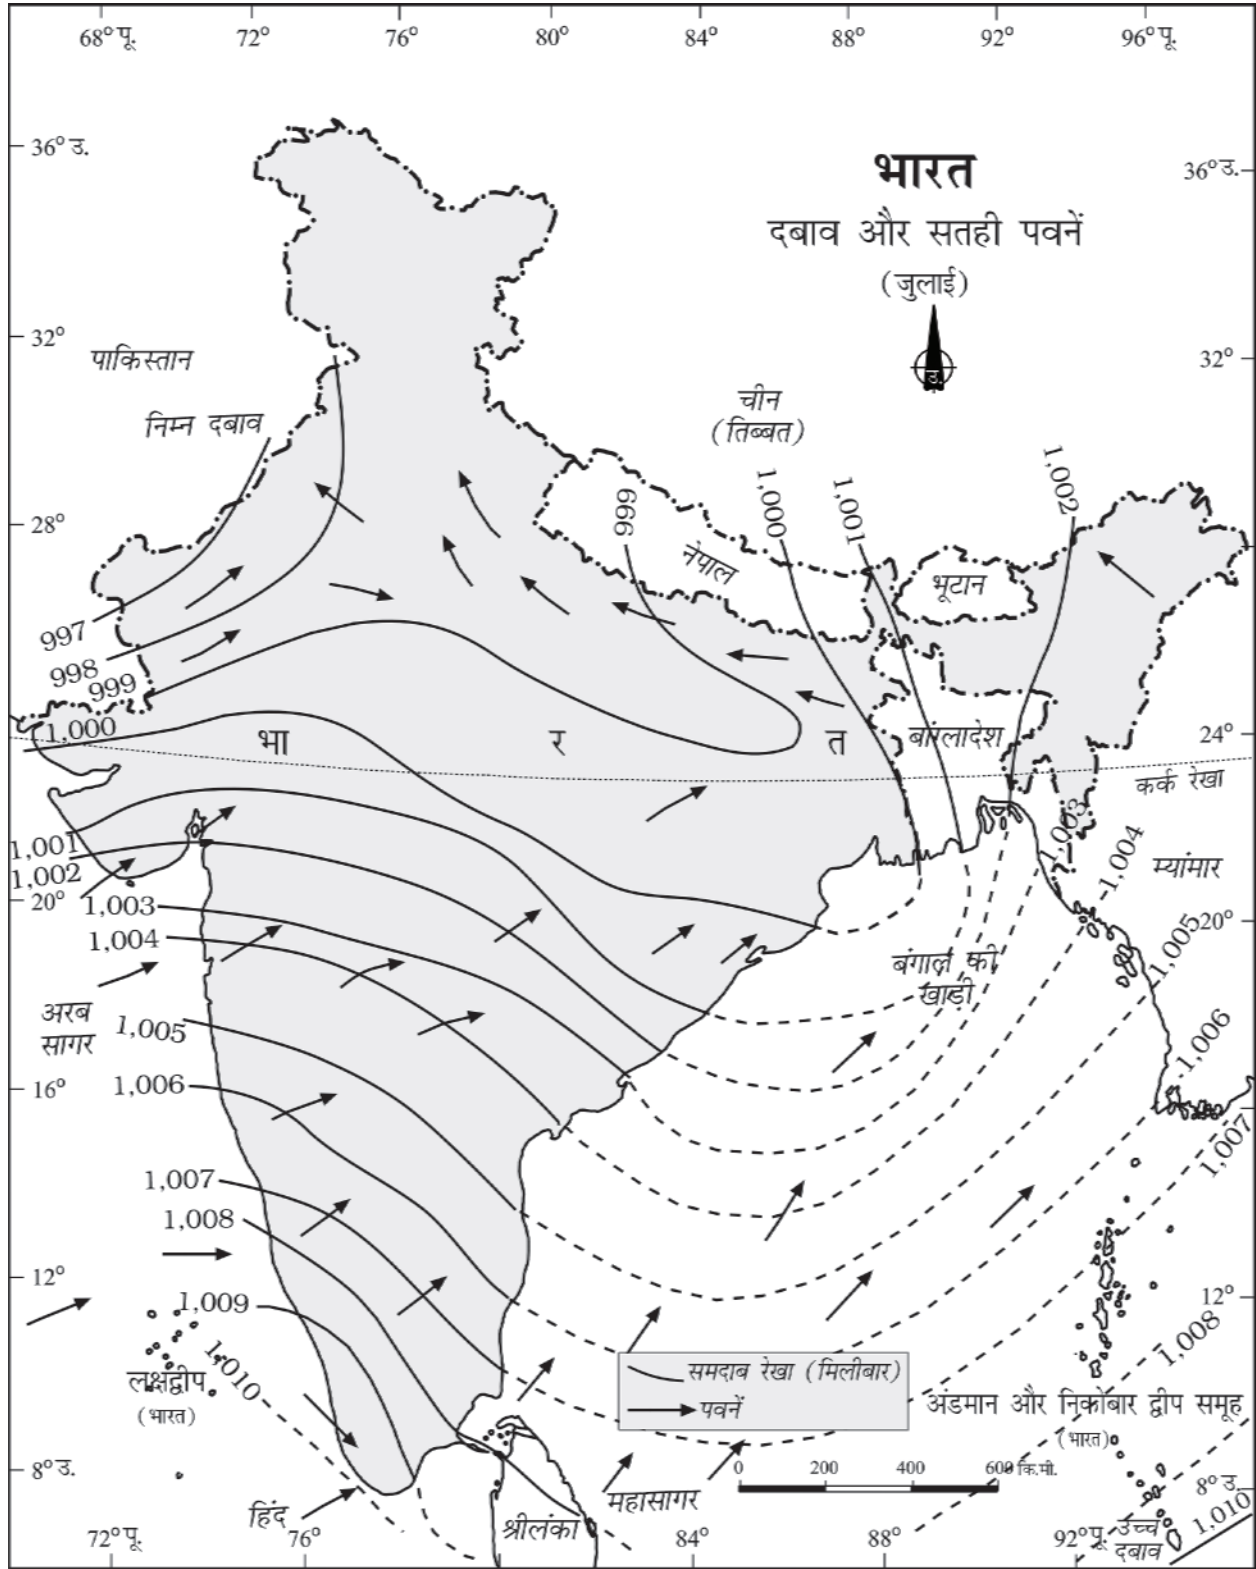 68° पू.
72°
76°
80°
84°
88°
92°
96° पू.
36° उ.
भारत
36° उ.
दबाव और सतही पवनें
(जुलाई)
उ.
32°
32°
पाकिस्तान
निम्न दबाव
चीन
(तिब्बत)
1,000
1,001
1,002
999
28°
नेपाल
भूटान
997
998
999
1,000
भा
र
त
बांग्लादेश
24°
कर्क रेखा
1,001
1,002
1,003
1,004
म्यांमार
20°
1,003
1,004
1,005
20°
बंगाल की
खाड़ी
अरब
सागर
1,005
1,006
16°
1,006
1,007
1,007
1,008
12°
12°
1,009
1,008
1,010
लक्षद्वीप
(भारत)
समदाब रेखा (मिलीबार)
पवनें
अंडमान और निकोबार द्वीप समूह
(भारत)
8° उ.
0 200 400 600 कि.मी.
8° उ.
हिंद
महासागर
श्रीलंका
उच्च
दबाव
1,010
72° पू.
76°
84°
88°
92° पू.